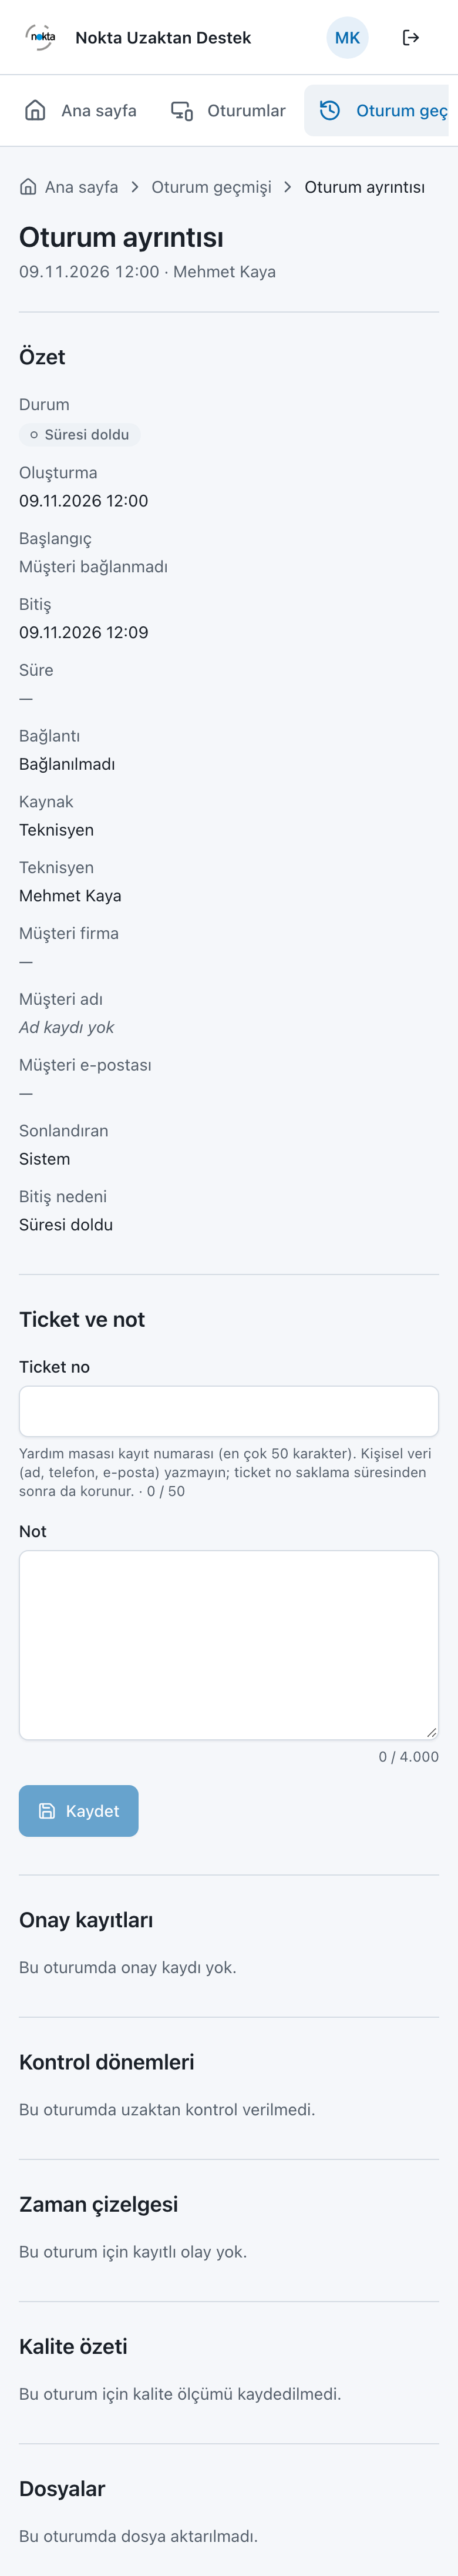 nokta
Nokta Uzaktan Destek
MK
Ana sayfa
Oturumlar
Oturum geç
Ana sayfa > Oturum geçmişi > Oturum ayrıntısı
Oturum ayrıntısı
09.11.2026 12:00 · Mehmet Kaya
Özet
Durum
Süresi doldu
Oluşturma
09.11.2026 12:00
Başlangıç
Müşteri bağlanmadı
Bitiş
09.11.2026 12:09
Süre
—
Bağlantı
Bağlanılmadı
Kaynak
Teknisyen
Teknisyen
Mehmet Kaya
Müşteri firma
—
Müşteri adı
Ad kaydı yok
Müşteri e-postası
—
Sonlandıran
Sistem
Bitiş nedeni
Süresi doldu
Ticket ve not
Ticket no
Yardım masası kayıt numarası (en çok 50 karakter). Kişisel veri
(ad, telefon, e-posta) yazmayın; ticket no saklama süresinden
sonra da korunur. · 0 / 50
Not
0 / 4.000
Kaydet
Onay kayıtları
Bu oturumda onay kaydı yok.
Kontrol dönemleri
Bu oturumda uzaktan kontrol verilmedi.
Zaman çizelgesi
Bu oturum için kayıtlı olay yok.
Kalite özeti
Bu oturum için kalite ölçümü kaydedilmedi.
Dosyalar
Bu oturumda dosya aktarılmadı.